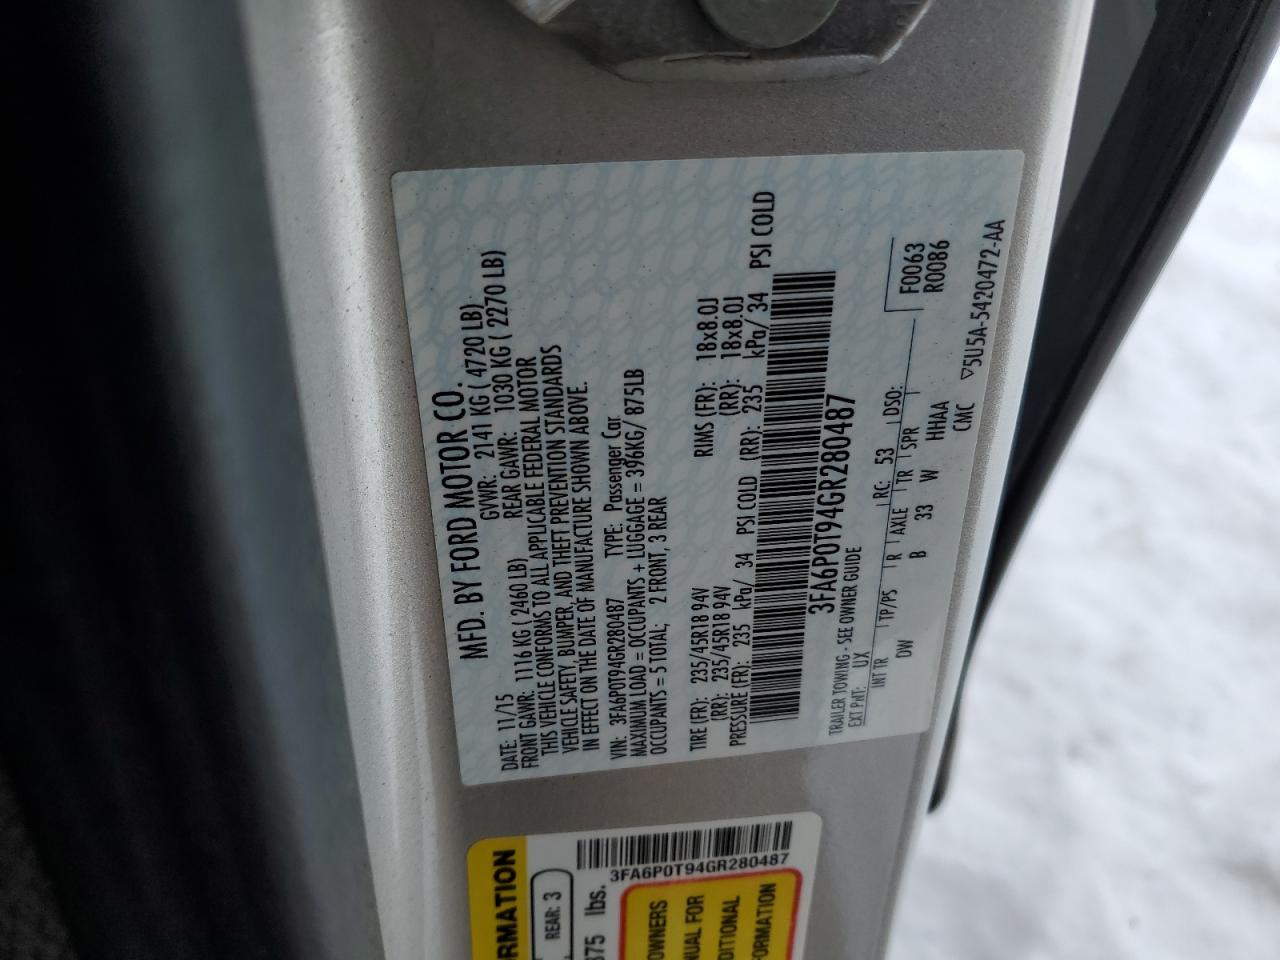 MFD. BY FORD MOTOR CO.
DATE: 11/15 GVWR: 2141 KG ( 4720 LB)
FRONT GAWR: 1116 KG ( 2460 LB) REAR GAWR: 1030 KG ( 2270 LB)
THIS VEHICLE CONFORMS TO ALL APPLICABLE FEDERAL MOTOR
VEHICLE SAFETY, BUMPER, AND THEFT PREVENTION STANDARDS
IN EFFECT ON THE DATE OF MANUFACTURE SHOWN ABOVE.
VIN: 3FA6P0T94GR280487 TYPE: Passenger Car
MAXIMUM LOAD = OCCUPANTS + LUGGAGE = 396KG/ 875LB
OCCUPANTS = 5 TOTAL; 2 FRONT, 3 REAR
TIRE (FR): 235/45R18 94V RIMS (FR): 18x8.0J
(RR): 235/45R18 94V (RR): 18x8.0J
PRESSURE (FR): 235 kPa/ 34 PSI COLD (RR): 235 kPa/ 34 PSI COLD
3FA6P0T94GR280487
TRAILER TOWING - SEE OWNER GUIDE
EXT PNT: UX RC: 53 DSO:
F0063
R0086
INT TR TP/PS R AXLE TR SPR
DW B 33 W HHAA
CMC
▽5U5A-5420472-AA
RMATION
REAR: 3
875 lbs.
3FA6P0T94GR280487
OWNERS
NUAL FOR
DITIONAL
FORMATION